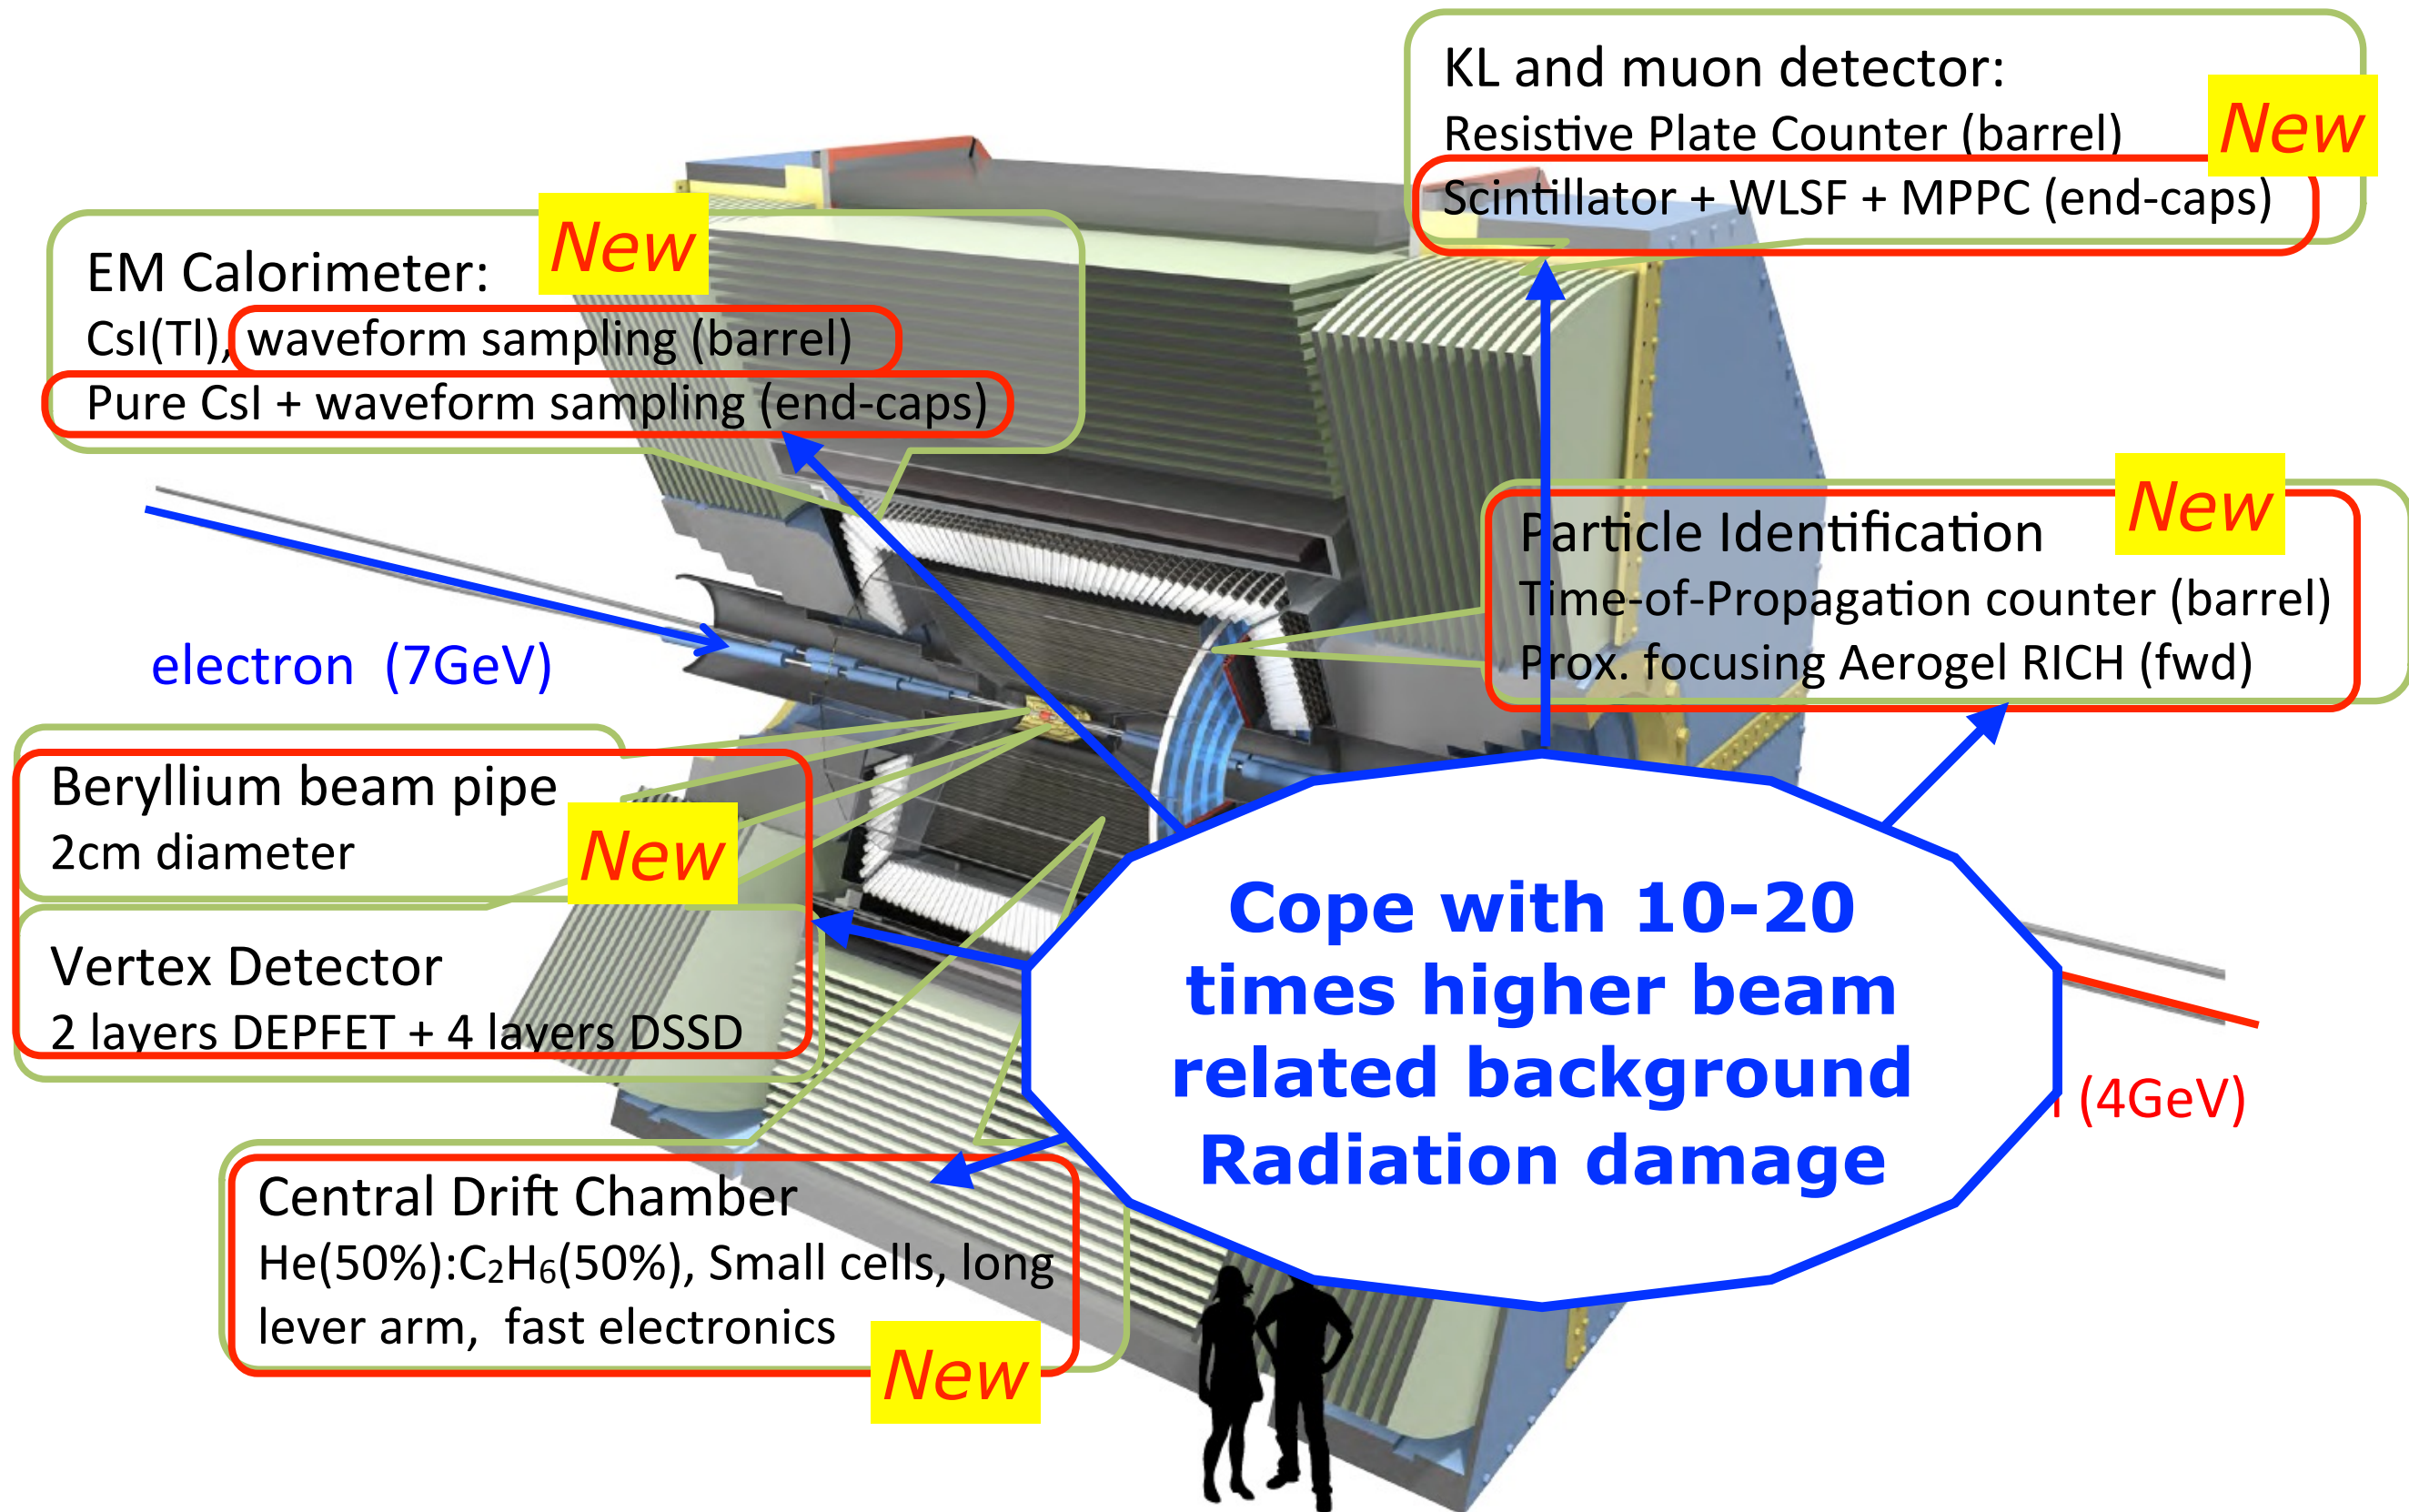 KL and muon detector:
New
Resistive Plate Counter (barrel)
Scintillator + WLSF + MPPC (end-caps)
New
EM Calorimeter:
CsI(Tl), waveform sampling (barrel)
Pure CsI + waveform sampling (end-caps)
New
Particle Identification
Time-of-Propagation counter (barrel)
Prox. focusing Aerogel RICH (fwd)
electron (7GeV)
Beryllium beam pipe
2cm diameter
New
Vertex Detector
2 layers DEPFET + 4 layers DSSD
Cope with 10-20
times higher beam
related background
Radiation damage
(4GeV)
Central Drift Chamber
He(50%):C₂H₆(50%), Small cells, long
lever arm, fast electronics
New